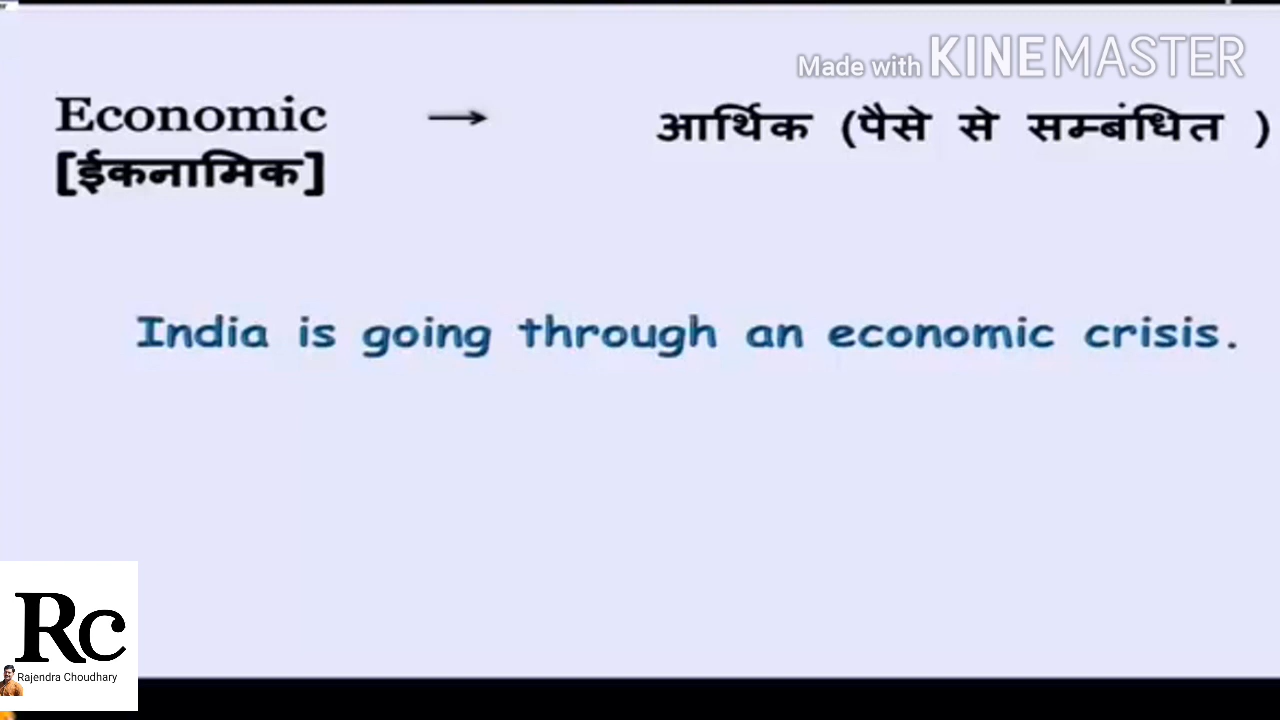 Made with KINEMASTER
Economic → आर्थिक (पैसे से सम्बंधित )
[ईकनामिक]
India is going through an economic crisis.
Rc
Rajendra Choudhary